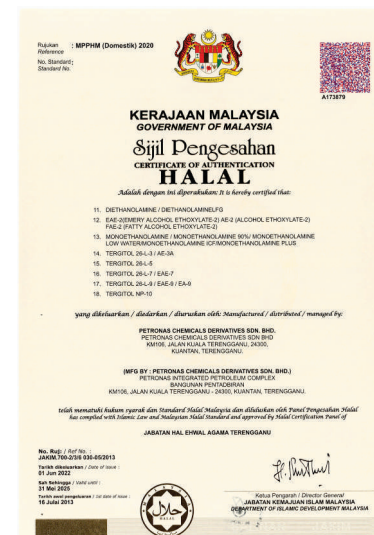 Rujukan : MPPHM (Domestik) 2020
Reference
No. Standard :
Standard No.
A173879
KERAJAAN MALAYSIA
GOVERNMENT OF MALAYSIA
Sijil Pengesahan
CERTIFICATE OF AUTHENTICATION
HALAL
Adalah dengan ini diperakukan: It is hereby certified that:
11. DIETHANOLAMINE / DIETHANOLAMINELFG
12. EAE-2(EMERY ALCOHOL ETHOXYLATE-2) AE-2 (ALCOHOL ETHOXYLATE-2)
FAE-2 (FATTY ALCOHOL ETHOXYLATE-2)
13. MONOETHANOLAMINE / MONOETHANOLAMINE 90%/ MONOETHANOLAMINE
LOW WATER/MONOETHANOLAMINE ICF/MONOETHANOLAMINE PLUS
14. TERGITOL 26-L-3 / AE-3A
15. TERGITOL 26-L-5
16. TERGITOL 26-L-7 / EAE-7
17. TERGITOL 26-L-9 / EAE-9 / EA-9
18. TERGITOL NP-10
yang dikeluarkan / diedarkan / diuruskan oleh: Manufactured / distributed / managed by:
PETRONAS CHEMICALS DERIVATIVES SDN. BHD.
PETRONAS CHEMICALS DERIVATIVES SDN BHD
KM106, JALAN KUALA TERENGGANU, 24300,
KUANTAN, TERENGGANU.
(MFG BY : PETRONAS CHEMICALS DERIVATIVES SDN. BHD.)
PETRONAS INTEGRATED PETROLEUM COMPLEX
BANGUNAN PENTADBIRAN
KM106, JALAN KUALA TERENGGANU - 24300, KUANTAN, TERENGGANU.
telah mematuhi hukum syarak dan Standard Halal Malaysia dan diluluskan oleh Panel Pengesahan Halal
has complied with Islamic Law and Malaysian Halal Standard and approved by Halal Certification Panel of
JABATAN HAL EHWAL AGAMA TERENGGANU
No. Ruj: / Ref No. :
JAKIM.700-2/3/6 030-05/2013
Tarikh dikeluarkan / Date of issue :
01 Jun 2022
Sah Sehingga / Valid until :
31 Mei 2025
Tarikh awal pengeluaran / 1st date of issue :
16 Julai 2013
حلال
HALAL
Ketua Pengarah / Director General
JABATAN KEMAJUAN ISLAM MALAYSIA
DEPARTMENT OF ISLAMIC DEVELOPMENT MALAYSIA